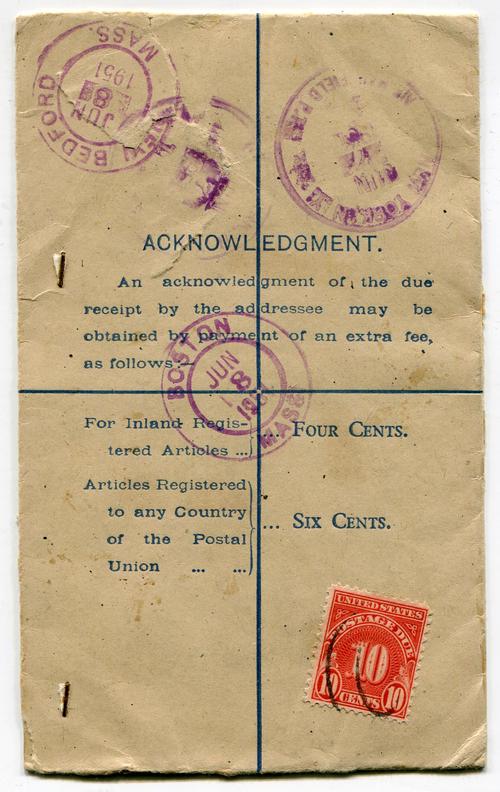 NEW BEDFORD
MASS.
JUN
8
1951
ACKNOWLEDGMENT.
An acknowledgment of the due
receipt by the addressee may be
obtained by payment of an extra fee,
as follows:—
BOSTON
MASS.
JUN
8
1951
For Inland Regis-
tered Articles ... ... FOUR CENTS.
Articles Registered
to any Country
of the Postal
Union ... ...
... SIX CENTS.
UNITED STATES
POSTAGE DUE
10
10 CENTS 10